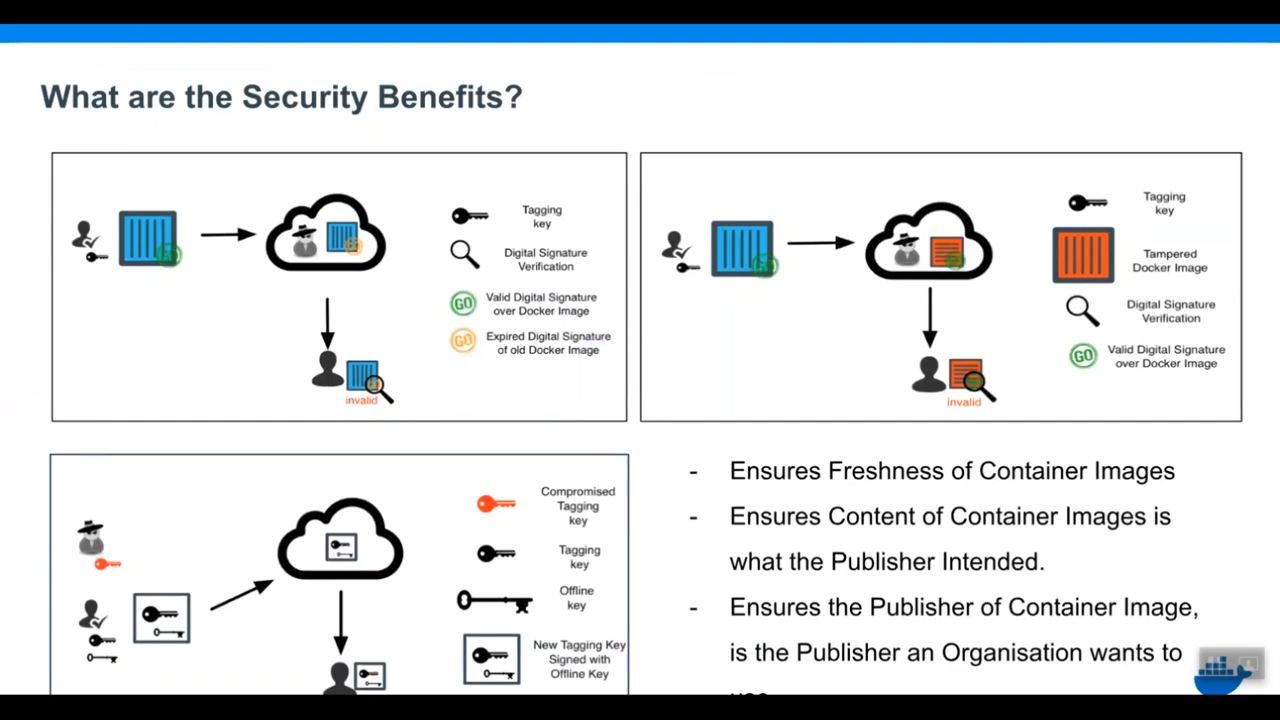 What are the Security Benefits?
Tagging
key
Digital Signature
Verification
GO
Valid Digital Signature
over Docker Image
GO
Expired Digital Signature
of old Docker Image
invalid
Tagging
key
Tampered
Docker Image
Digital Signature
Verification
GO
Valid Digital Signature
over Docker Image
invalid
Compromised
Tagging
key
Tagging
key
Offline
key
New Tagging Key
Signed with
Offline Key
- Ensures Freshness of Container Images
- Ensures Content of Container Images is
what the Publisher Intended.
- Ensures the Publisher of Container Image,
is the Publisher an Organisation wants to